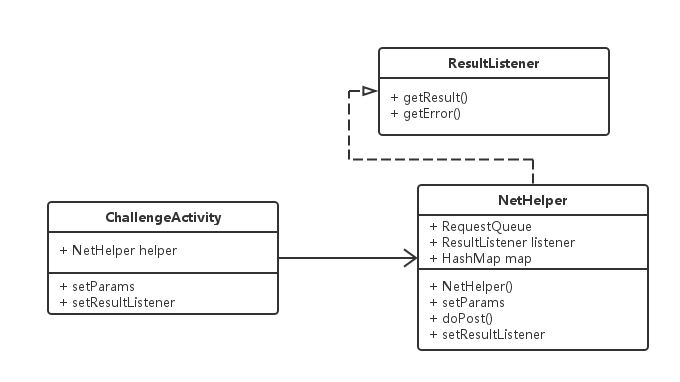 ResultListener
+ getResult()
+ getError()
ChallengeActivity
+ NetHelper helper
+ setParams
+ setResultListener
NetHelper
+ RequestQueue
+ ResultListener listener
+ HashMap map
+ NetHelper()
+ setParams
+ doPost()
+ setResultListener